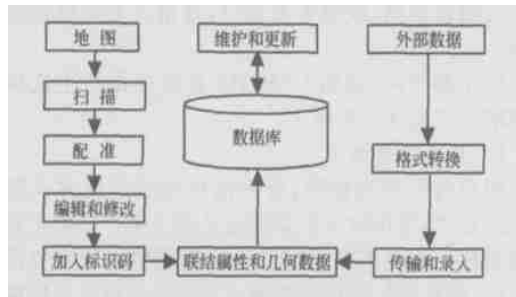 地图
维护和更新
外部数据
扫描
数据库
配准
格式转换
编辑和修改
加入标识码
联结属性和几何数据
传输和录入